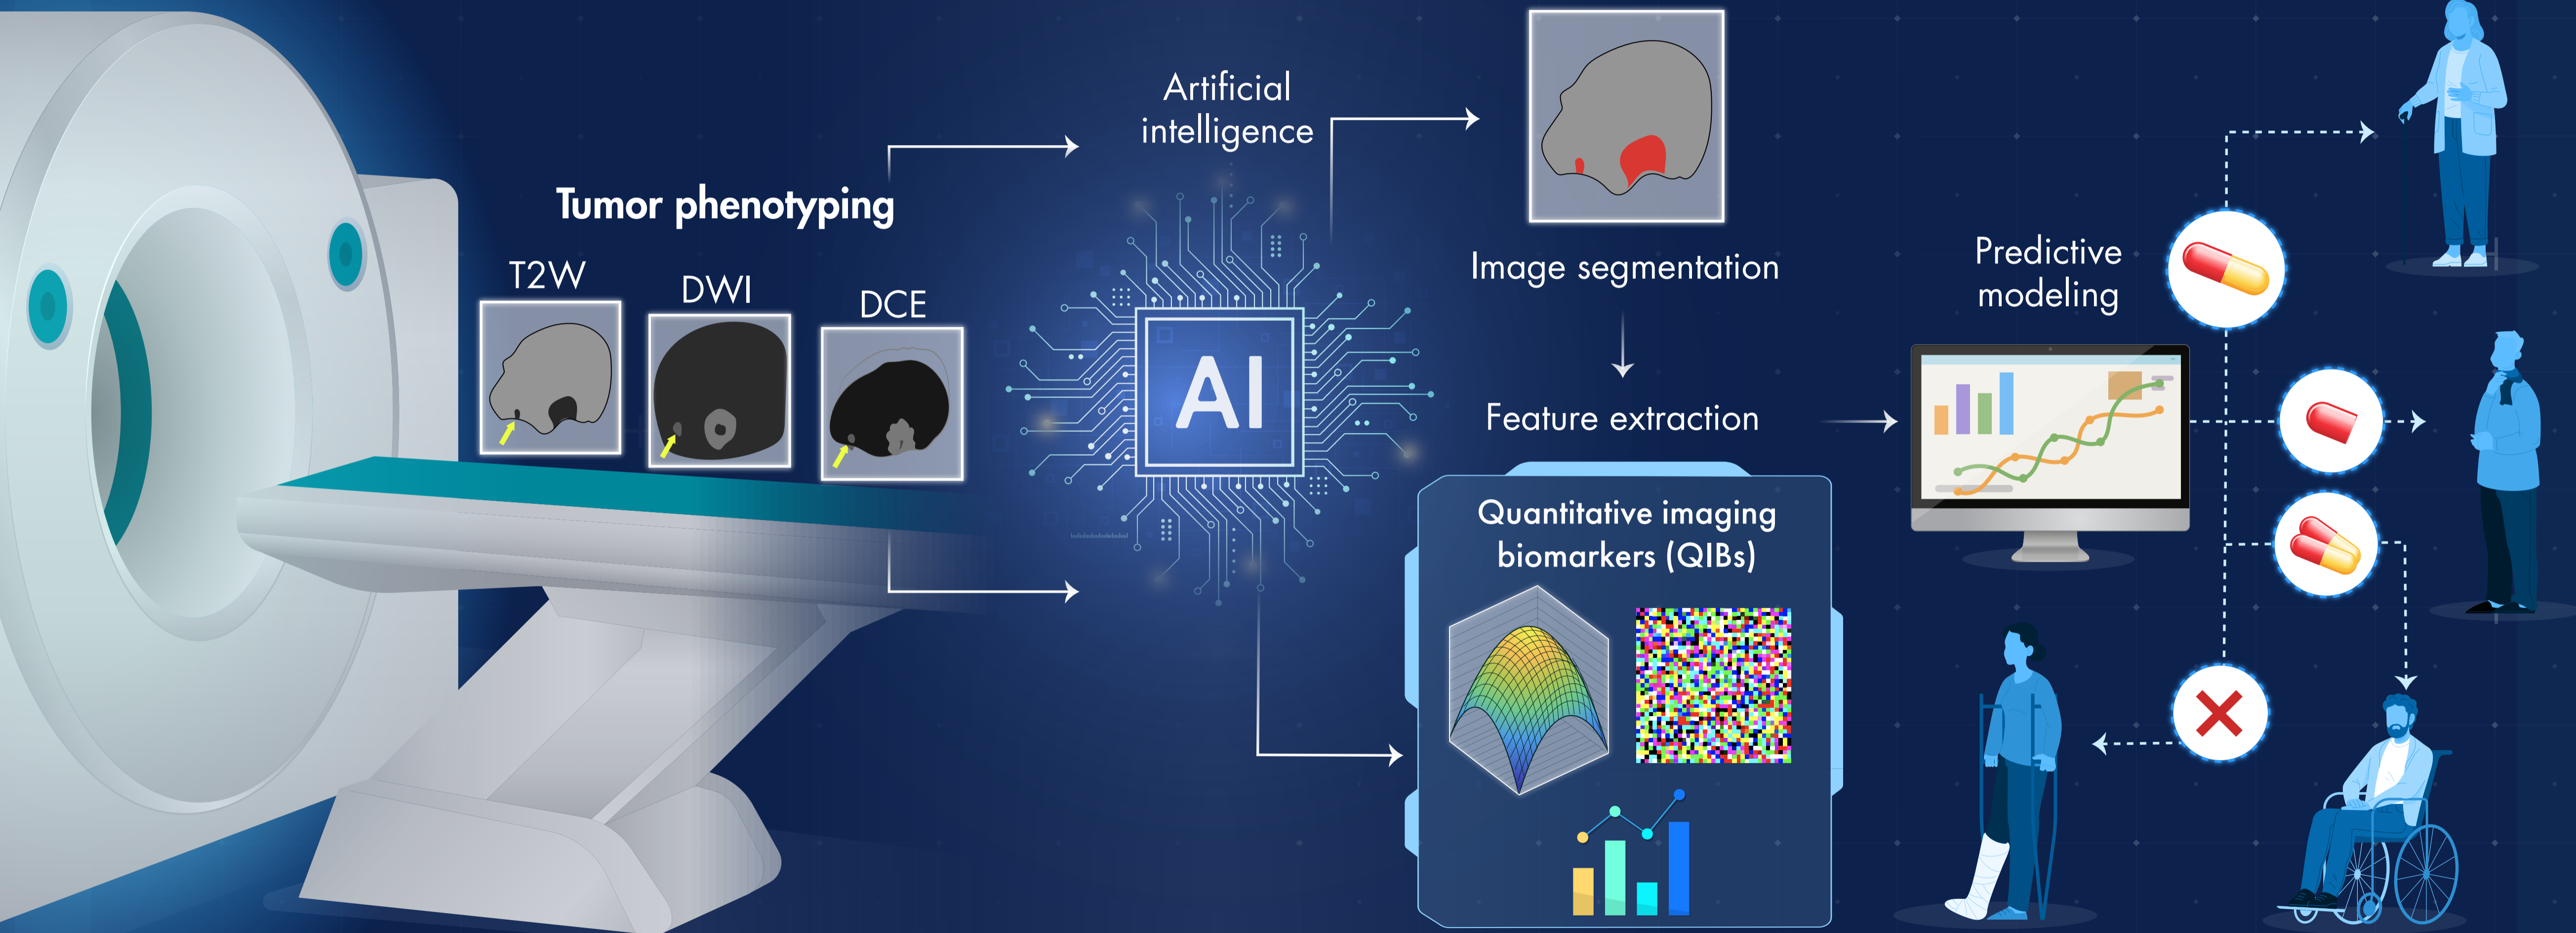 Tumor phenotyping
T2W
DWI
DCE
Artificial
intelligence
AI
Image segmentation
Feature extraction
Quantitative imaging
biomarkers (QIBs)
Predictive
modeling